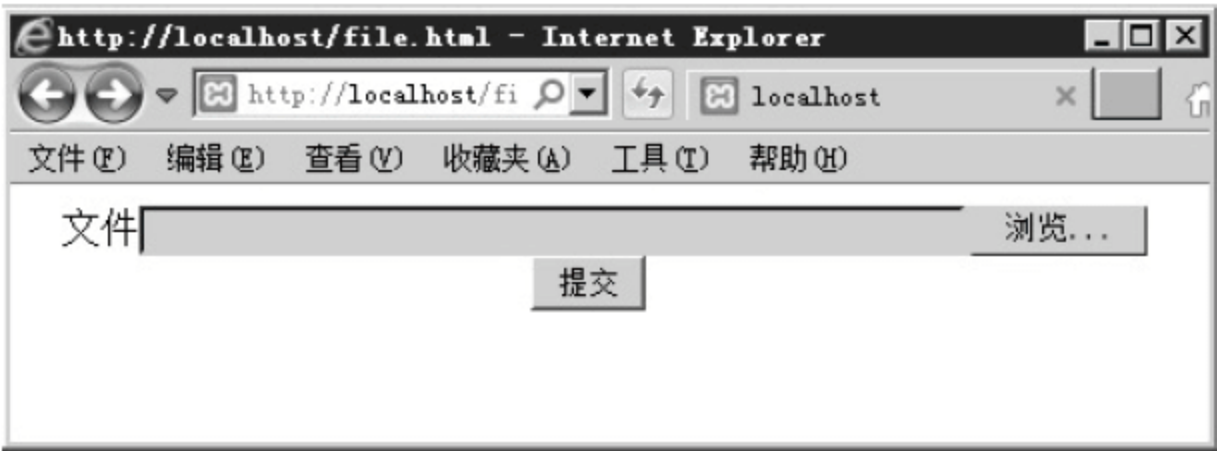 http://localhost/file.html - Internet Explorer
http://localhost/fi localhost
文件(F) 编辑(E) 查看(V) 收藏夹(A) 工具(T) 帮助(H)
文件 浏览...
提交